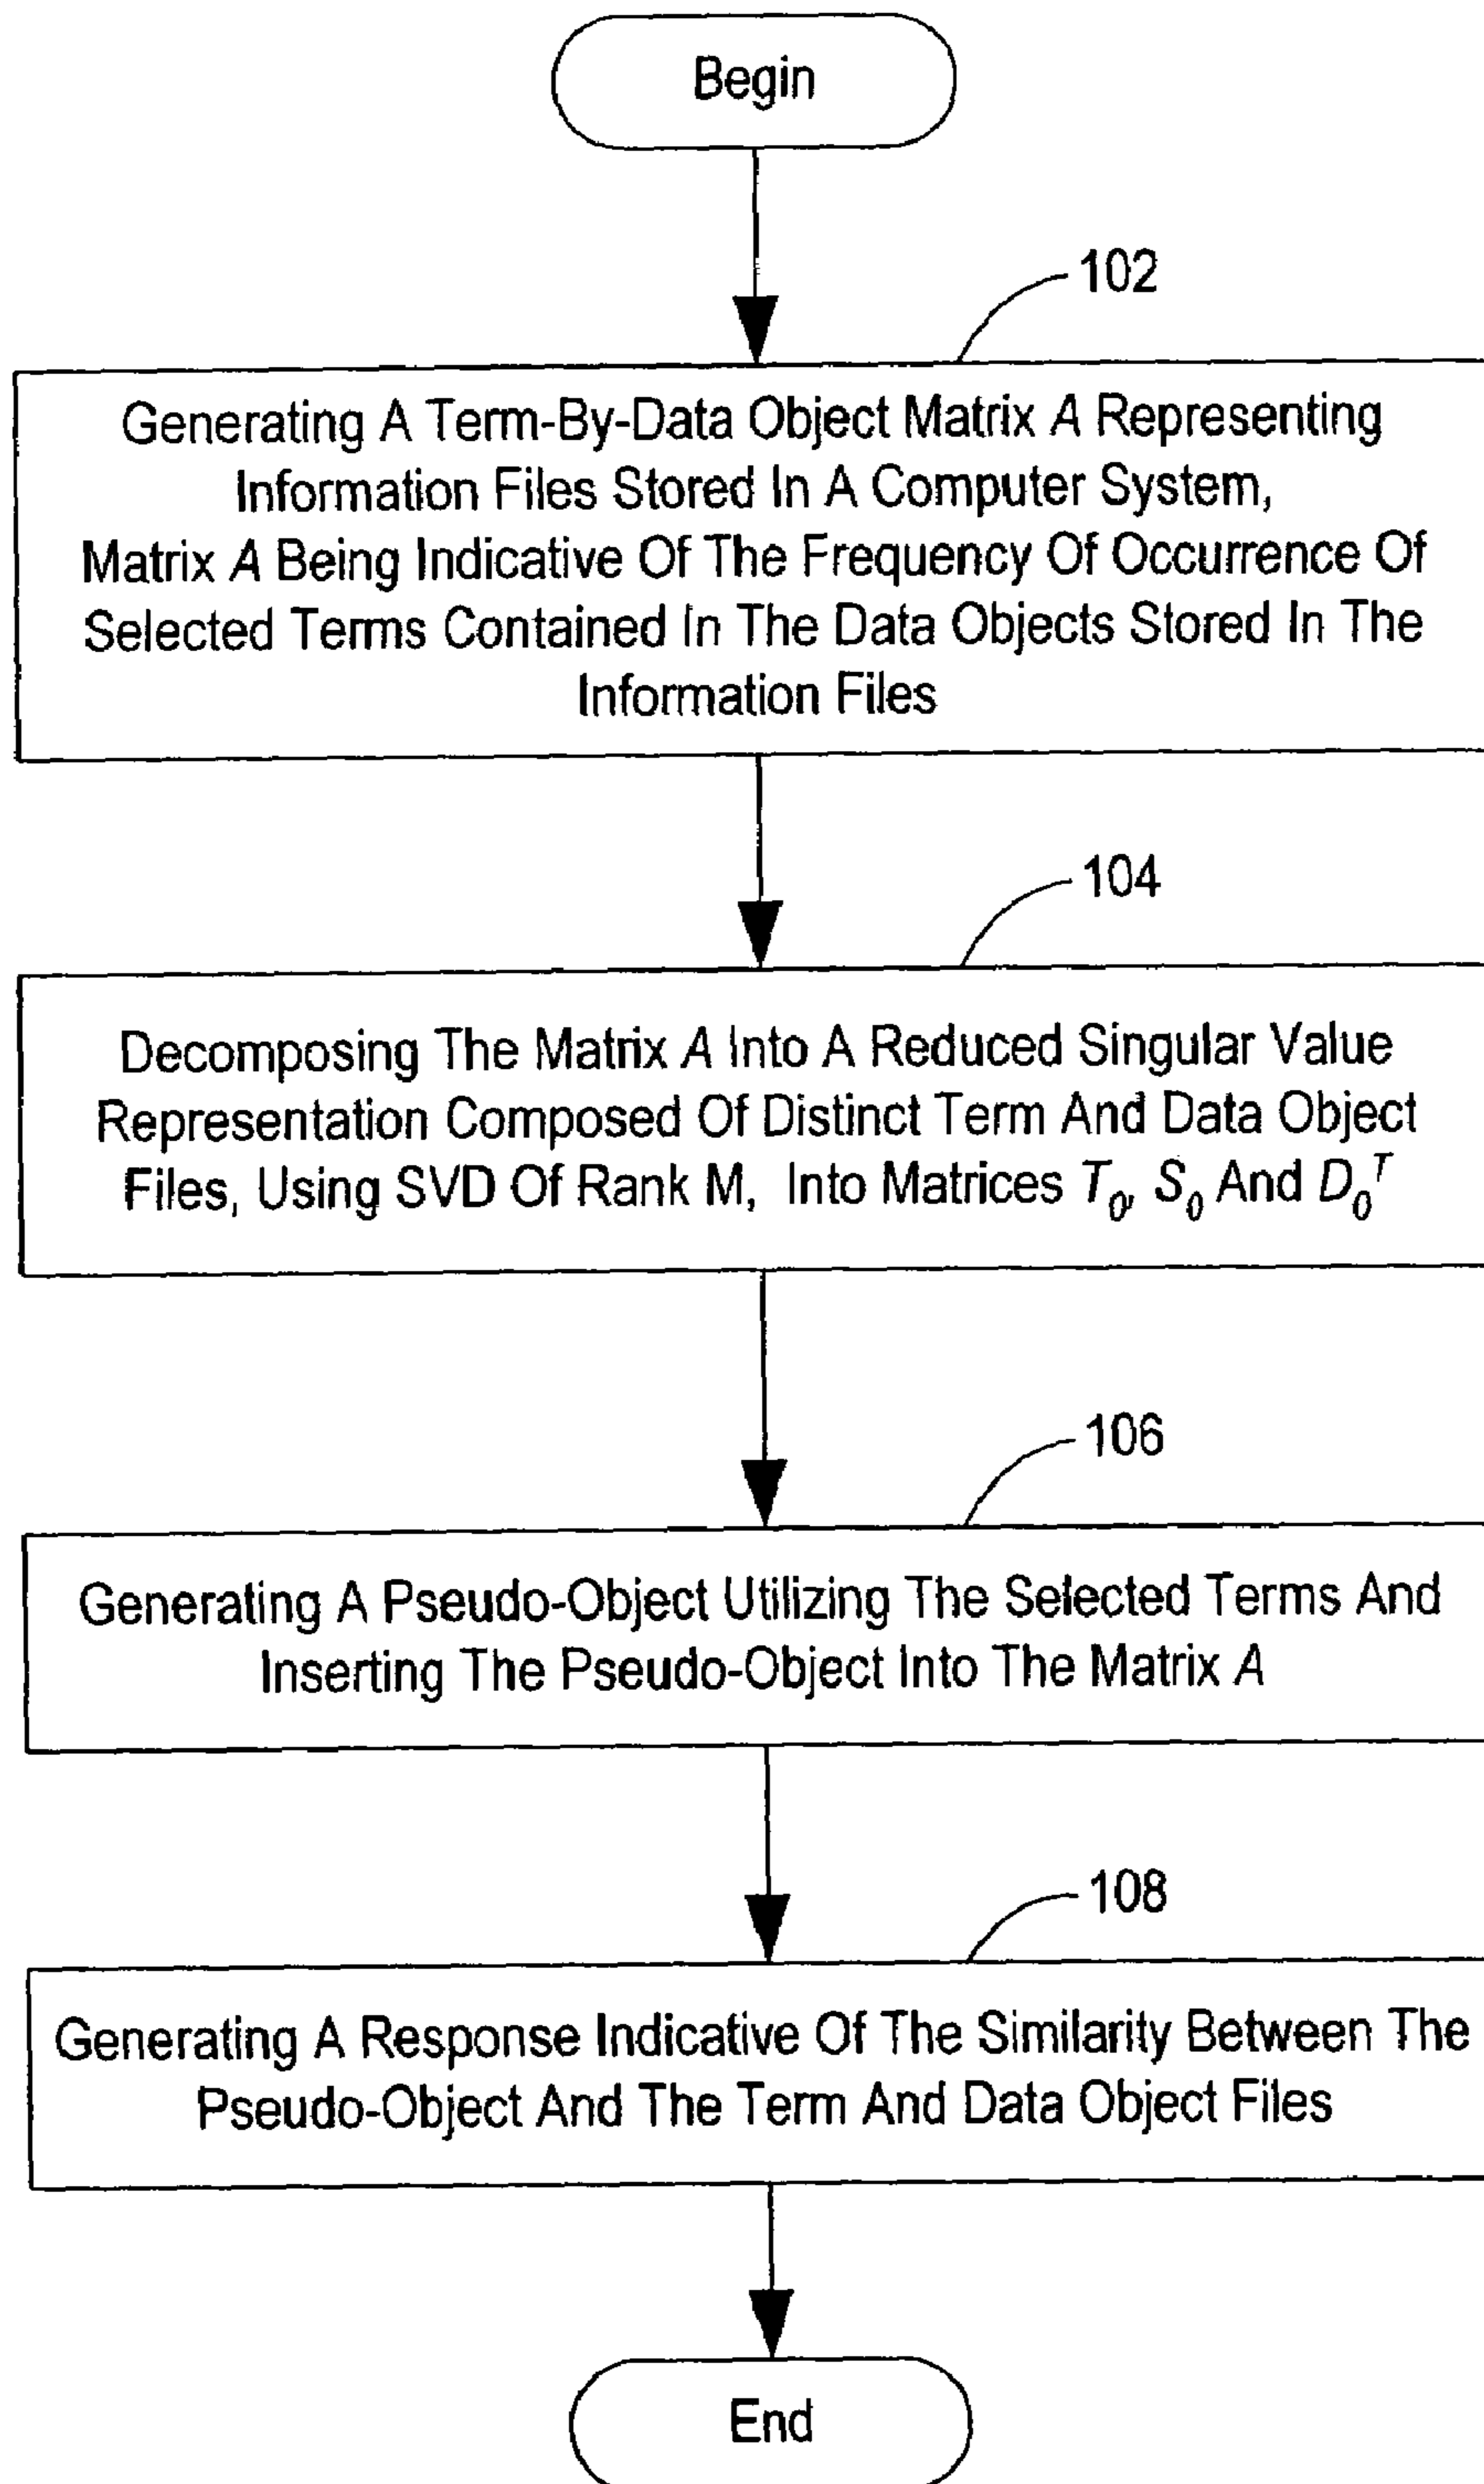 Begin
102
Generating A Term-By-Data Object Matrix A Representing
Information Files Stored In A Computer System,
Matrix A Being Indicative Of The Frequency Of Occurrence Of
Selected Terms Contained In The Data Objects Stored In The
Information Files
104
Decomposing The Matrix A Into A Reduced Singular Value
Representation Composed Of Distinct Term And Data Object
Files, Using SVD Of Rank M, Into Matrices T₀, S₀ And D₀ᵀ
106
Generating A Pseudo-Object Utilizing The Selected Terms And
Inserting The Pseudo-Object Into The Matrix A
108
Generating A Response Indicative Of The Similarity Between The
Pseudo-Object And The Term And Data Object Files
End